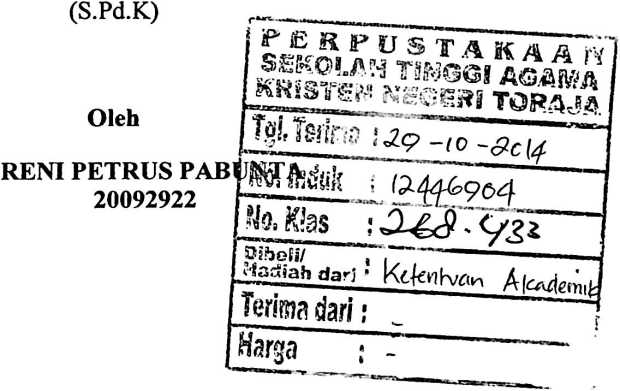 (S.Pd.K)
Oleh
RENI PETRUS PABUNTA
20092922
PERPUSTAKAAN
SEKOLAH TINGGI AGAMA
KRISTEN NEGERI TORAJA
Tgl. Terima : 29-10-2014
No. Induk : 12446904
No. Klas : 268.433
Dibeli/
Hadiah dari : Ketentuan Akademik
Terima dari : -
Harga : -